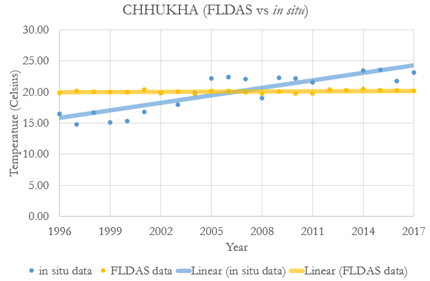 CHHUKHA (FLDAS vs in situ)
30.00
25.00
20.00
15.00
10.00
5.00
0.00
Temperature (Celsius)
1996 1999 2002 2005 2008 2011 2014 2017
Year
in situ data FLDAS data Linear (in situ data) Linear (FLDAS data)